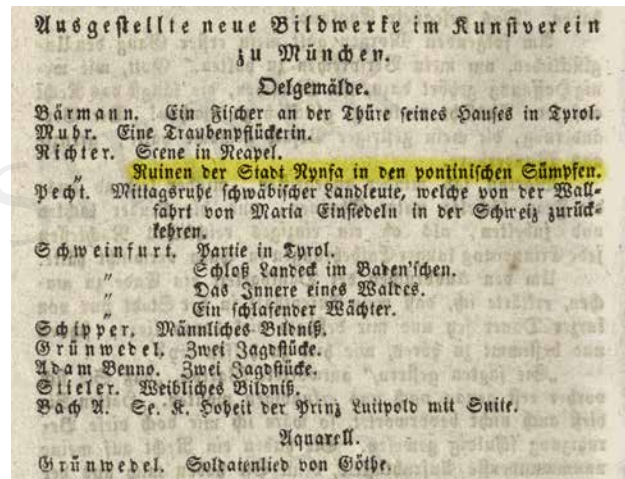 Ausgestellte neue Bildwerke im Kunstverein
zu München.
Oelgemälde.
Bärmann. Ein Fischer an der Thüre seines Hauses in Tyrol.
Muhr. Eine Traubenpflückerin.
Richter. Scene in Neapel.
„ Ruinen der Stadt Nynfa in den pontinischen Sümpfen.
Pecht. Mittagsruhe schwäbischer Landleute, welche von der Wall-
fahrt von Maria Einsiedeln in der Schweiz zurück-
kehren.
Schweinfurt. Partie in Tyrol.
„ Schloß Landeck im Baden'schen.
„ Das Innere eines Waldes.
„ Ein schlafender Wächter.
Schipper. Männliches Bildniß.
Grünwedel. Zwei Jagdstücke.
Adam Benno. Zwei Jagdstücke.
Stieler. Weibliches Bildniß.
Bach A. Se. K. Hoheit der Prinz Luitpold mit Suite.
Aquarell.
Grünwedel. Soldatenlied von Göthe.